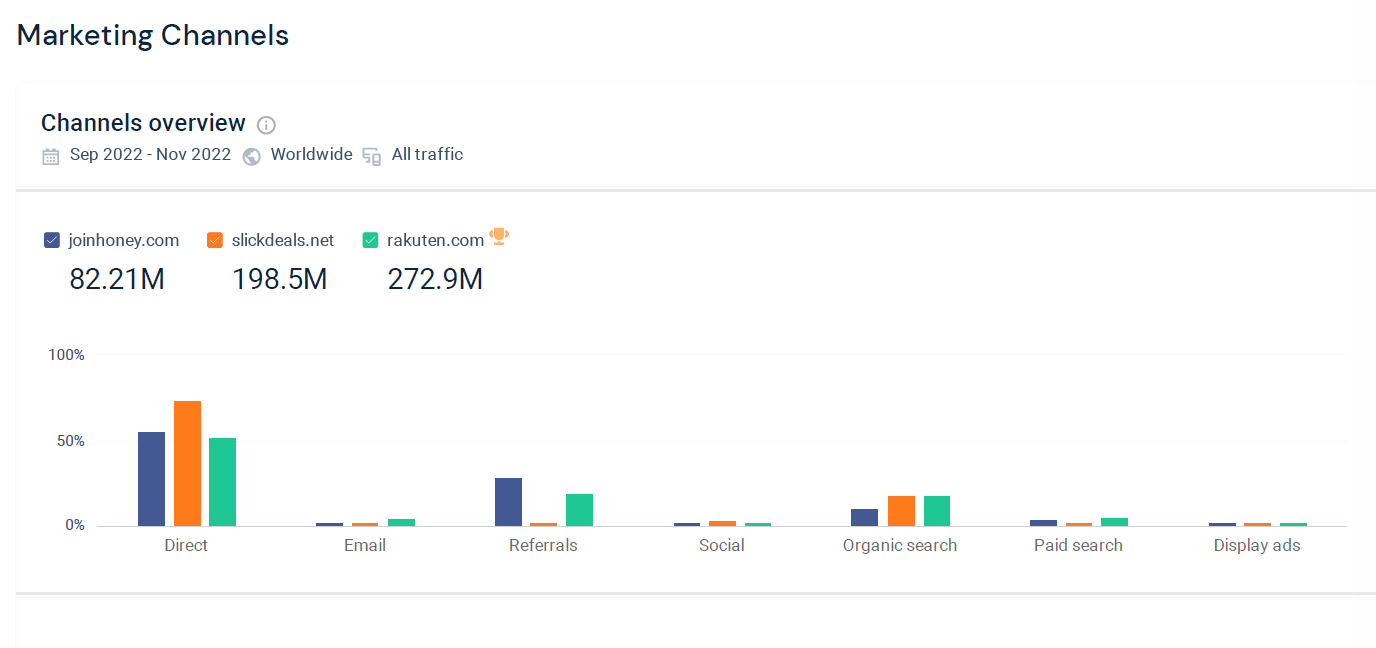 Marketing Channels
Channels overview
Sep 2022 - Nov 2022 Worldwide All traffic
joinhoney.com slickdeals.net rakuten.com
82.21M 198.5M 272.9M
100%
50%
0%
Direct Email Referrals Social Organic search Paid search Display ads